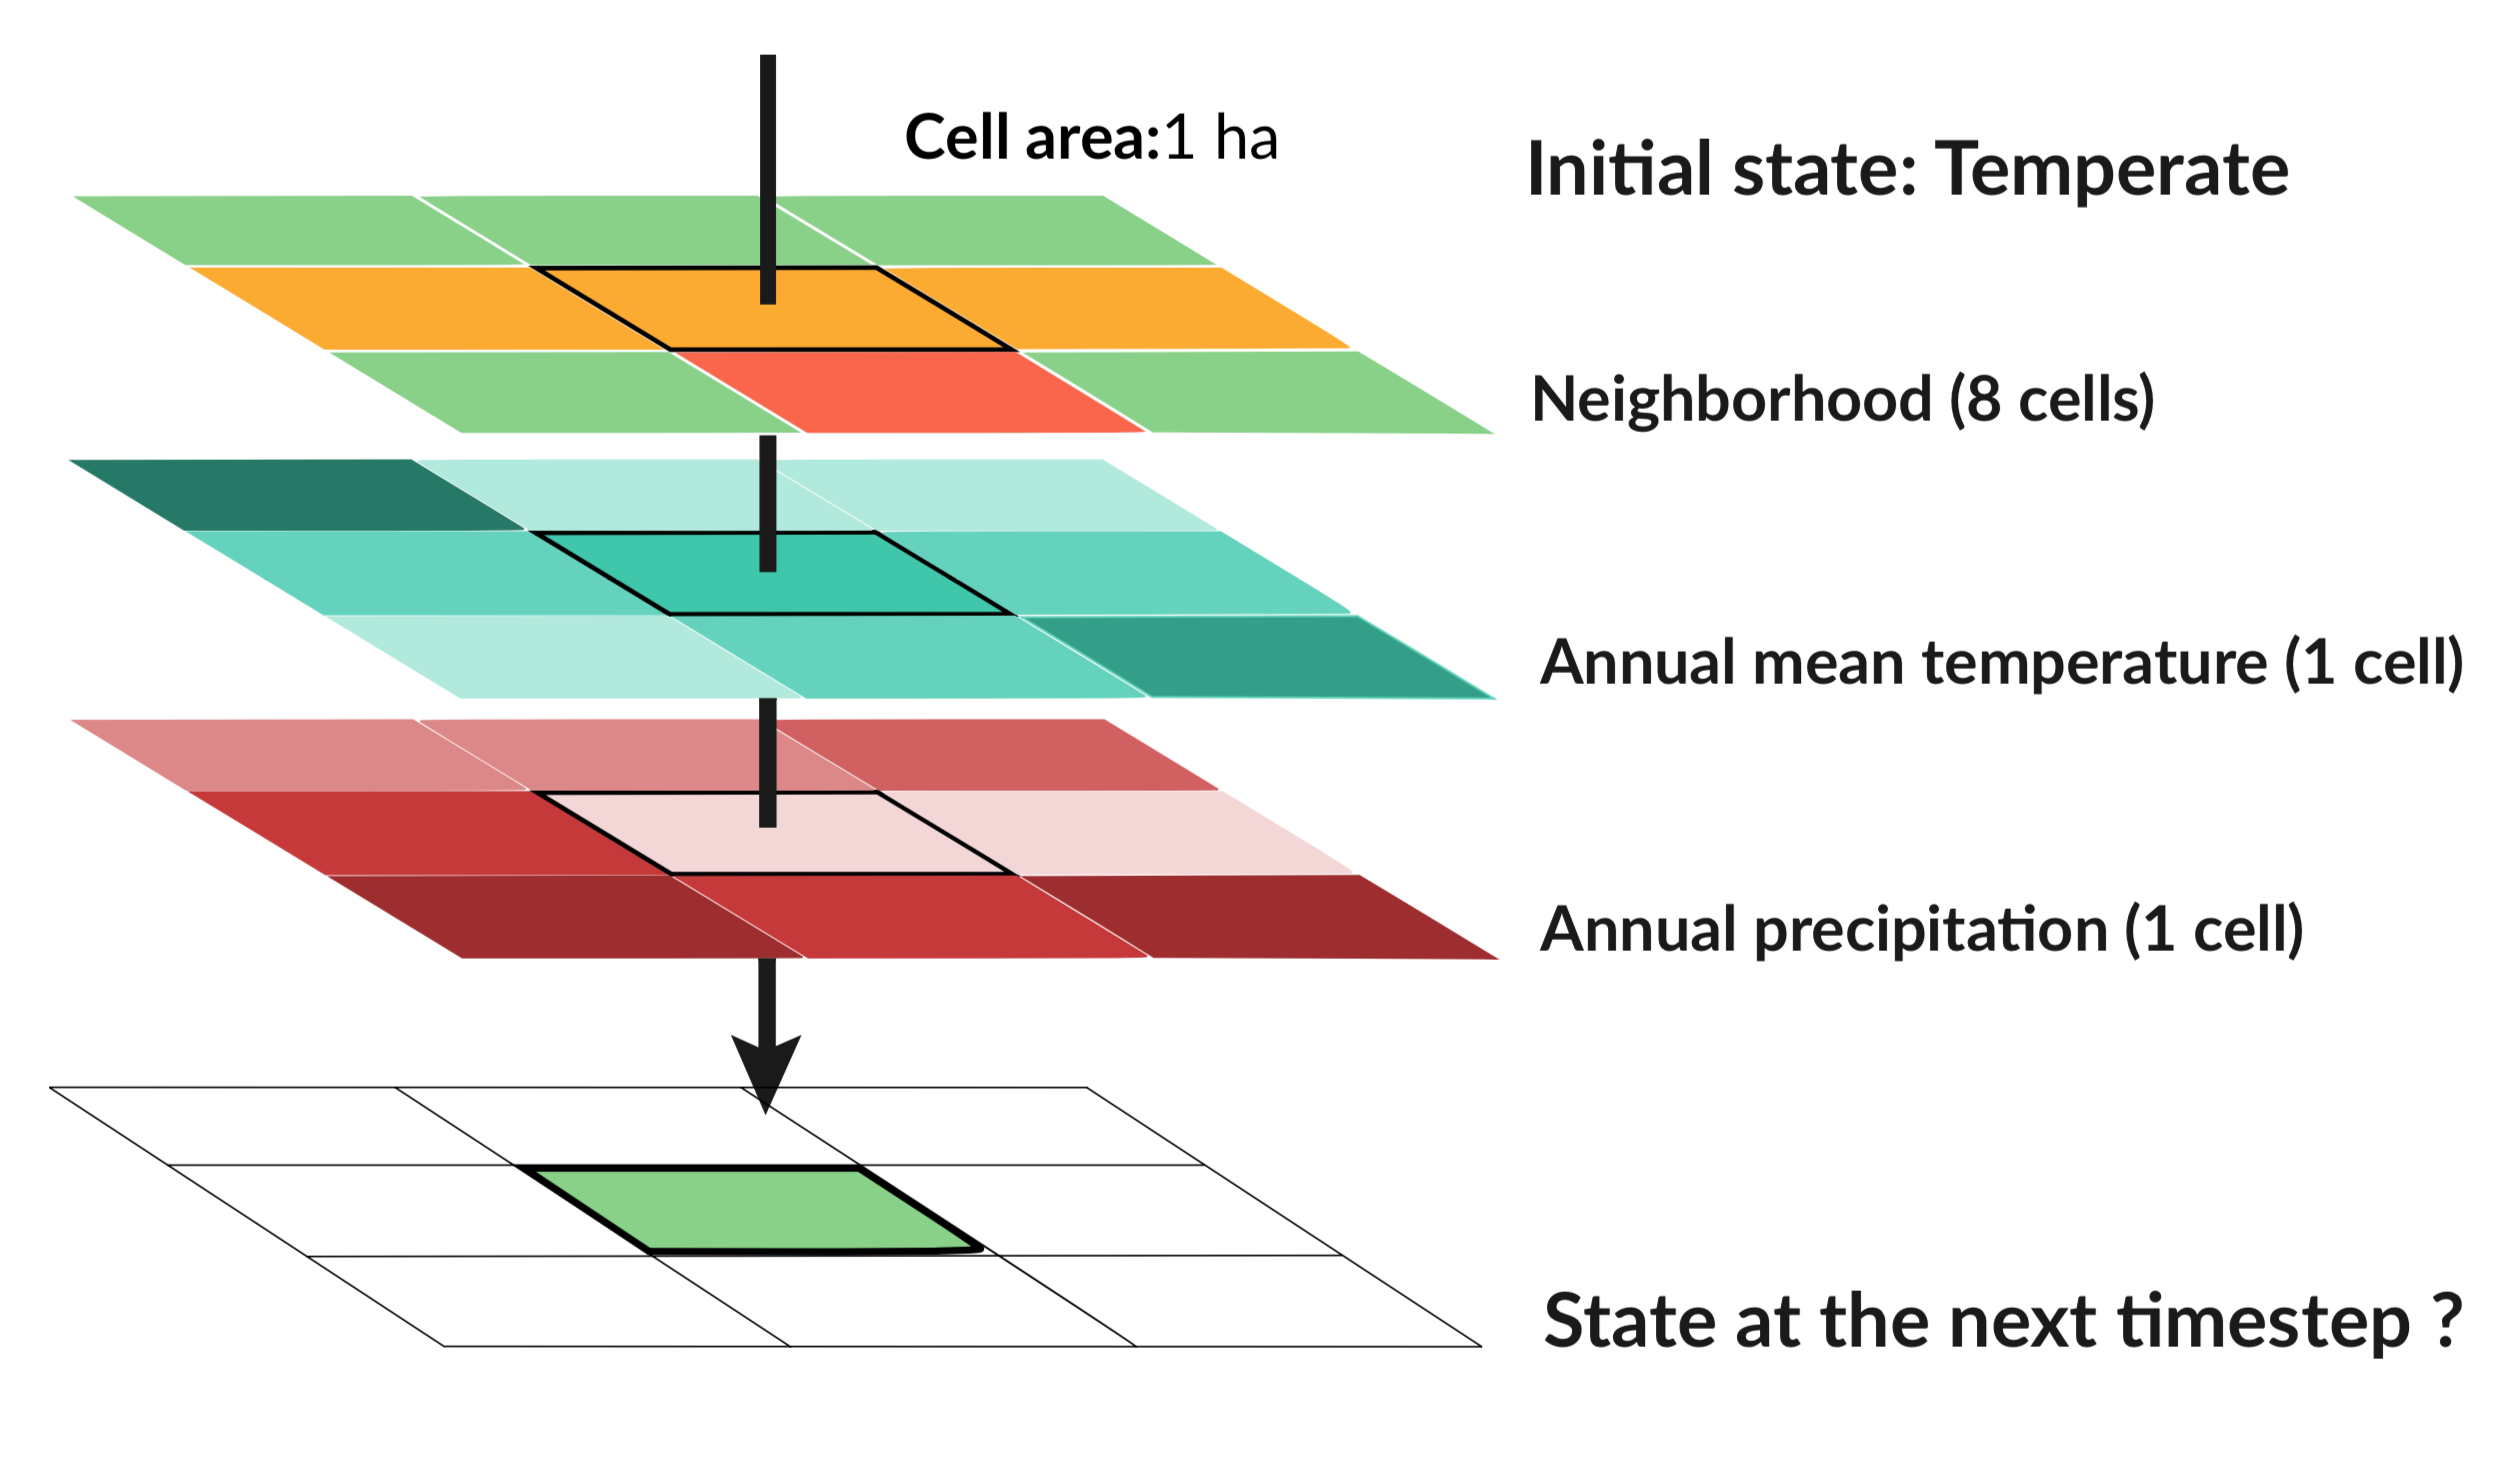 Cell area:1 ha
Initial state: Temperate
Neighborhood (8 cells)
Annual mean temperature (1 cell)
Annual precipitation (1 cell)
State at the next timestep ?